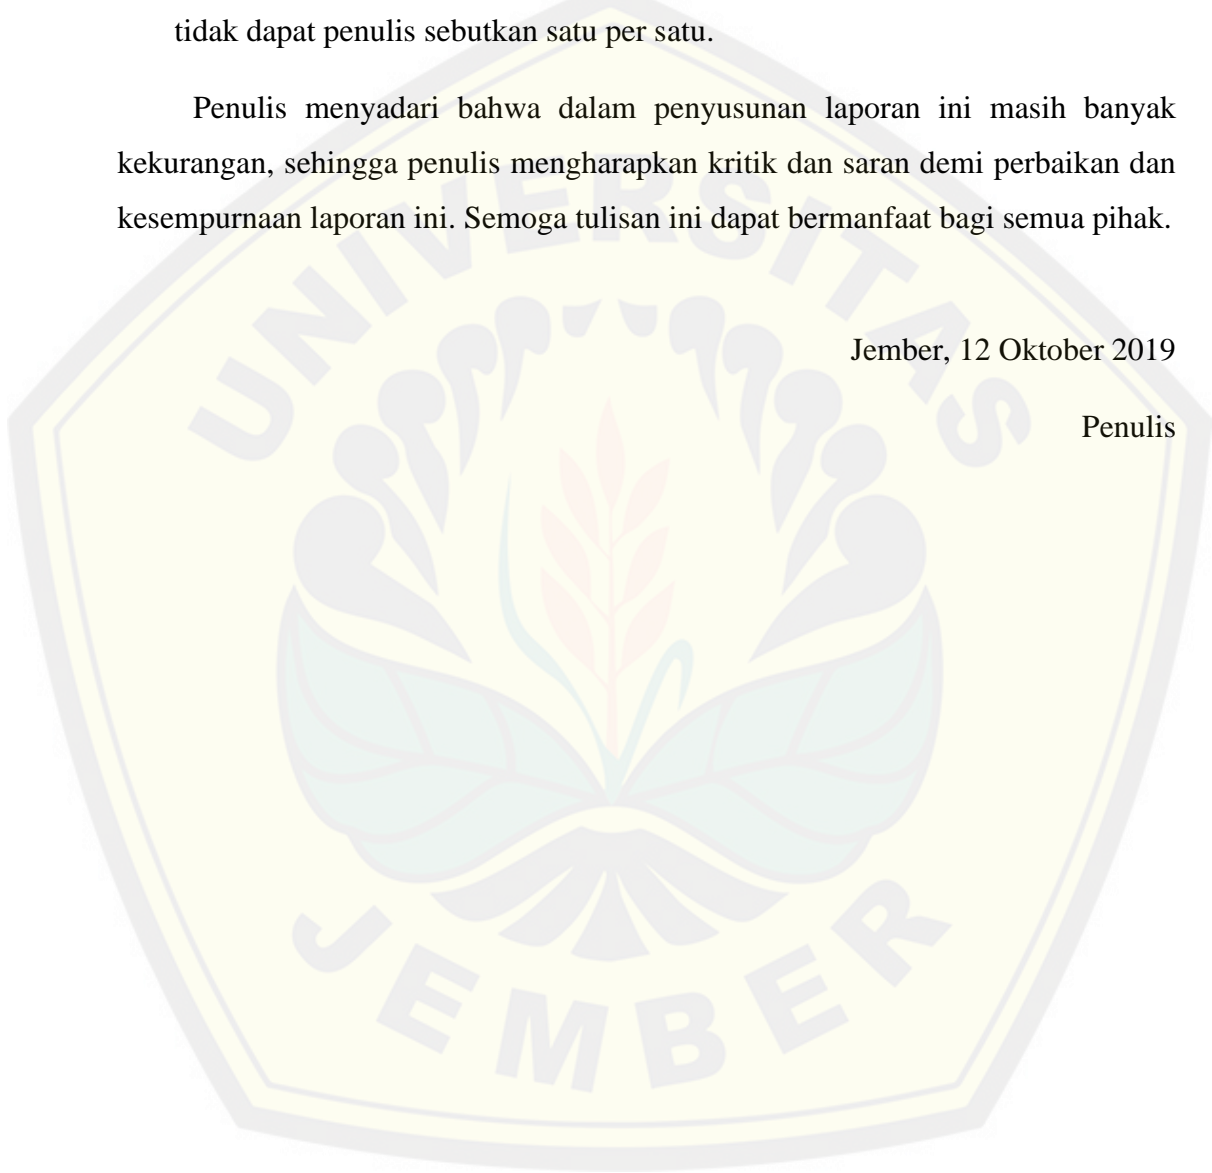 tidak dapat penulis sebutkan satu per satu.
Penulis menyadari bahwa dalam penyusunan laporan ini masih banyak
kekurangan, sehingga penulis mengharapkan kritik dan saran demi perbaikan dan
kesempurnaan laporan ini. Semoga tulisan ini dapat bermanfaat bagi semua pihak.
Jember, 12 Oktober 2019
Penulis
UNIVERSITAS
JEMBER